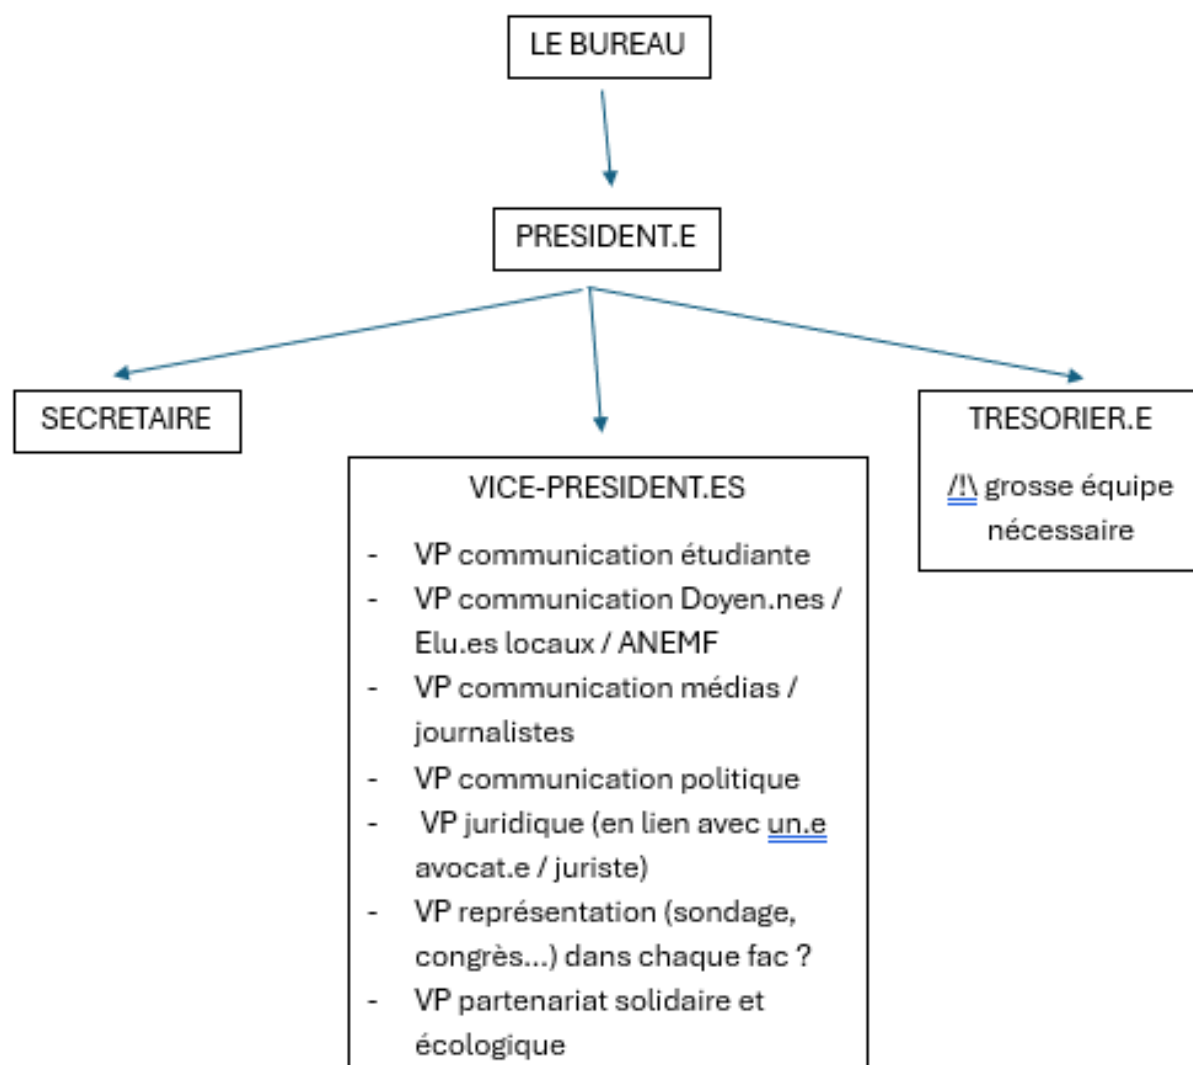 LE BUREAU
PRESIDENT.E
SECRETAIRE
VICE-PRESIDENT.ES
- VP communication étudiante
- VP communication Doyen.nes /
Elu.es locaux / ANEMF
- VP communication médias /
journalistes
- VP communication politique
- VP juridique (en lien avec un.e
avocat.e / juriste)
- VP représentation (sondage,
congrès...) dans chaque fac ?
- VP partenariat solidaire et
écologique
TRESORIER.E
/!\ grosse équipe
nécessaire